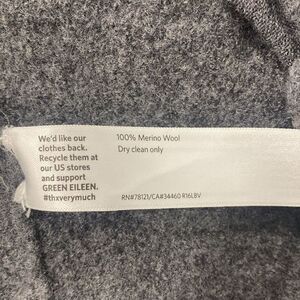 We'd like our
clothes back.
Recycle them at
our US stores
and support
GREEN EILEEN.
#thxverymuch
100% Merino Wool
Dry clean only
RN#78121/CA#34460 R16LBV